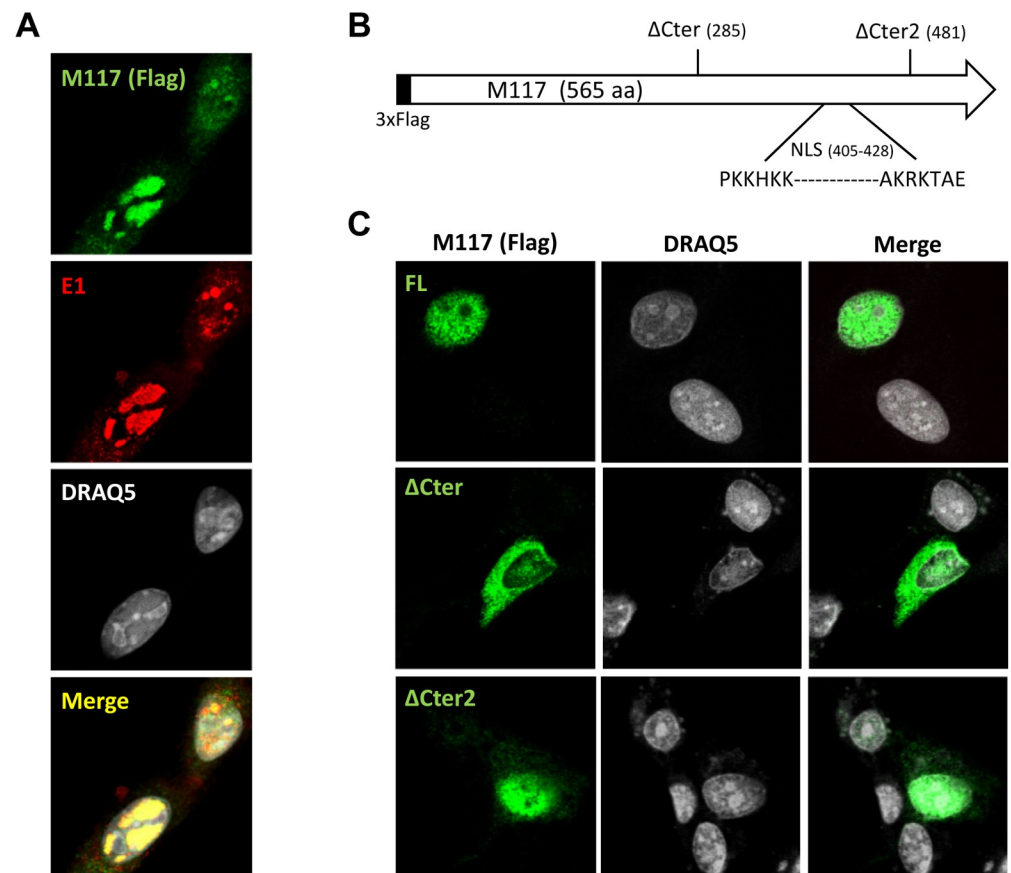 A
M117 (Flag)
E1
DRAQ5
Merge
B
ΔCter (285)
ΔCter2 (481)
M117 (565 aa)
3xFlag
NLS (405-428)
PKKHKK------------AKRKTAE
C
M117 (Flag)
DRAQ5
Merge
FL
ΔCter
ΔCter2